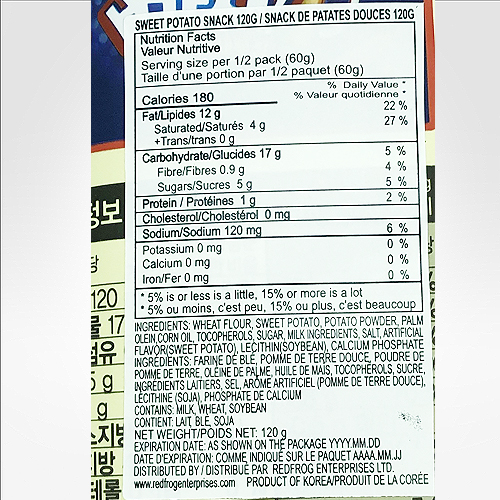 SWEET POTATO SNACK 120G / SNACK DE PATATES DOUCES 120G
Nutrition Facts
Valeur Nutritive
Serving size per 1/2 pack (60g)
Taille d'une portion par 1/2 paquet (60g)
% Daily Value *
Calories 180 % Valeur quotidienne *
Fat/Lipides 12 g 22 %
Saturated/Saturés 4 g 27 %
+Trans/trans 0 g
Carbohydrate/Glucides 17 g 5 %
Fibre/Fibres 0.9 g 4 %
Sugars/Sucres 5 g 5 %
Protein / Protéines 1 g 2 %
Cholesterol/Cholestérol 0 mg
Sodium/Sodium 120 mg 6 %
Potassium 0 mg 0 %
Calcium 0 mg 0 %
Iron/Fer 0 mg 0 %
* 5% is or less is a little, 15% or more is a lot
* 5% ou moins, c'est peu, 15% ou plus, c'est beaucoup
INGREDIENTS: WHEAT FLOUR, SWEET POTATO, POTATO POWDER, PALM
OLEIN,CORN OIL, TOCOPHEROLS, SUGAR, MILK INGREDIENTS, SALT, ARTIFICIAL
FLAVOR(SWEET POTATO), LECITHIN(SOYBEAN), CALCIUM PHOSPHATE
INGRÉDIENTS: FARINE DE BLÉ, POMME DE TERRE DOUCE, POUDRE DE
POMME DE TERRE, OLÉINE DE PALME, HUILE DE MAIS, TOCOPHEROLS, SUCRE,
INGRÉDIENTS LAITIERS, SEL, ARÔME ARTIFICIEL (POMME DE TERRE DOUCE),
LÉCITHINE (SOJA), PHOSPHATE DE CALCIUM
CONTAINS: MILK, WHEAT, SOYBEAN
CONTIENT: LAIT, BLÉ, SOJA
NET WEIGHT/POIDS NET: 120 g
EXPIRATION DATE: AS SHOWN ON THE PACKAGE YYYY.MM.DD
DATE D'EXPIRATION: COMME INDIQUÉ SUR LE PAQUET AAAA.MM.JJ
DISTRIBUTED BY / DISTRIBUÉ PAR REDFROG ENTERPRISES LTD.
www.redfrogenterprises.com PRODUCT OF KOREA/PRODUIT DE LA CORÉE
정보
120
17
g
g